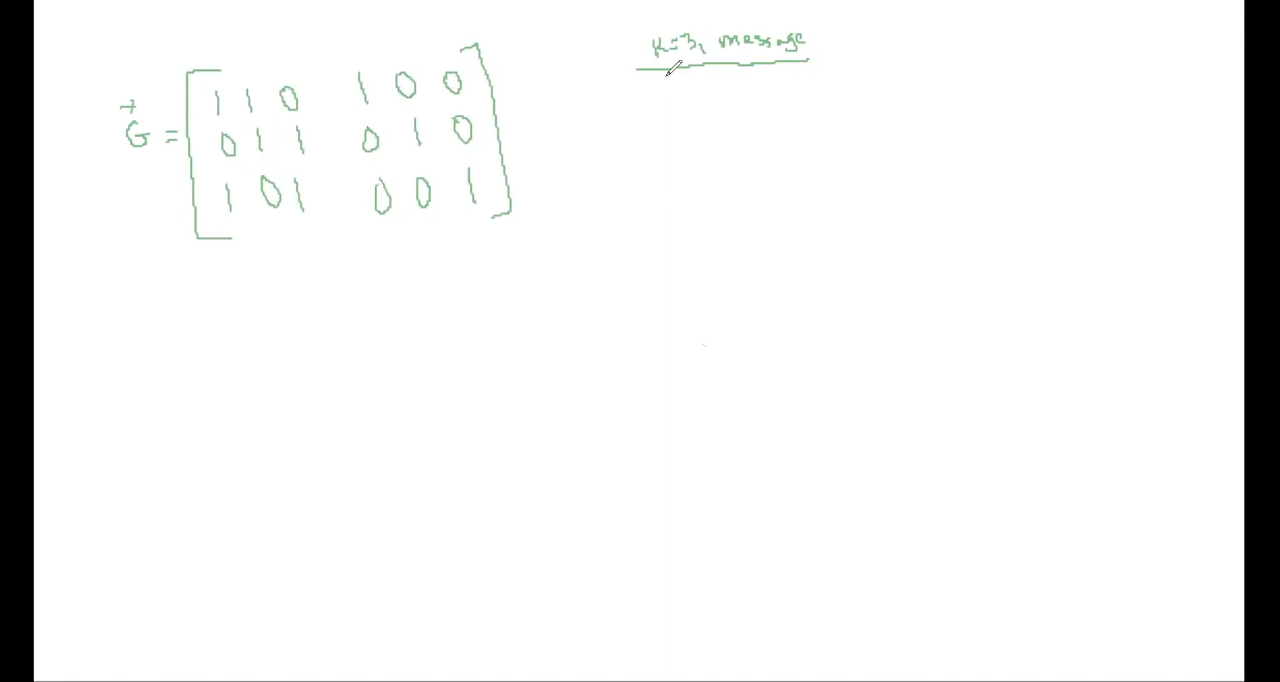 K=3, message
1 1 0 1 0 0
G = 0 1 1 0 1 0
1 0 1 0 0 1